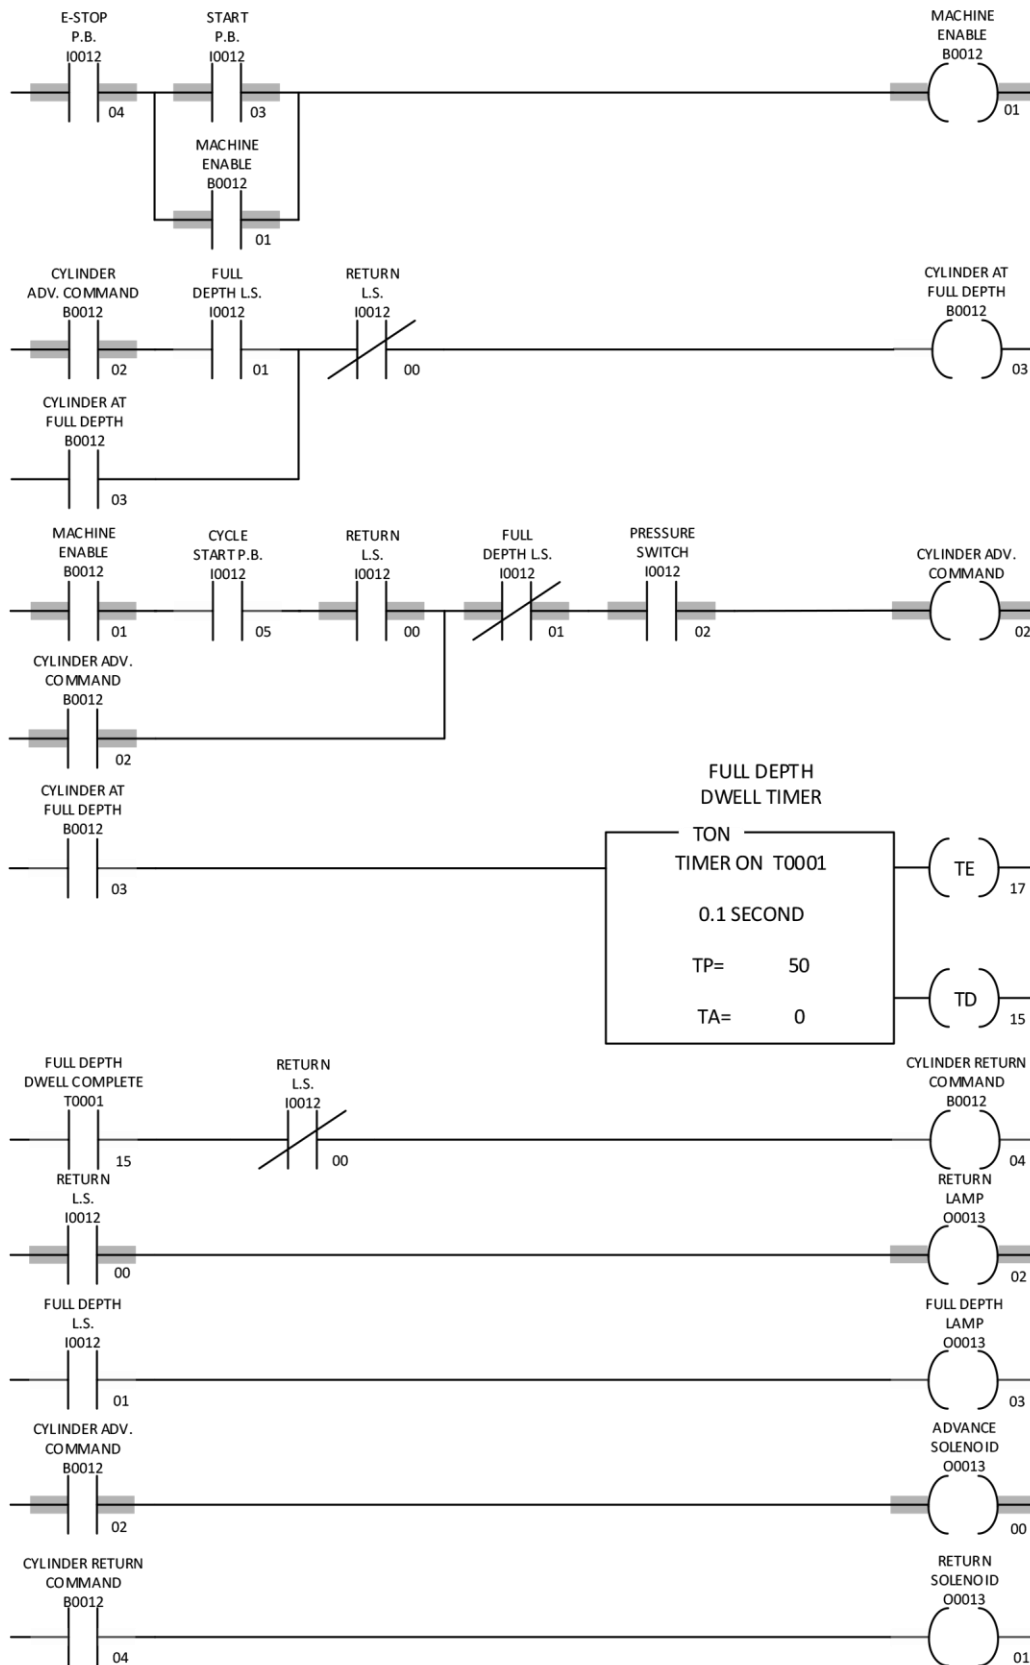 E-STOP
P.B.
I0012
04
START
P.B.
I0012
03
MACHINE
ENABLE
B0012
01
MACHINE
ENABLE
B0012
01
CYLINDER
ADV. COMMAND
B0012
02
FULL
DEPTH L.S.
I0012
01
RETURN
L.S.
I0012
00
CYLINDER AT
FULL DEPTH
B0012
03
CYLINDER AT
FULL DEPTH
B0012
03
MACHINE
ENABLE
B0012
01
CYCLE
START P.B.
I0012
05
RETURN
L.S.
I0012
00
FULL
DEPTH L.S.
I0012
01
PRESSURE
SWITCH
I0012
02
CYLINDER ADV.
COMMAND
02
CYLINDER ADV.
COMMAND
B0012
02
CYLINDER AT
FULL DEPTH
B0012
03
FULL DEPTH
DWELL TIMER
TON
TIMER ON T0001
0.1 SECOND
TP= 50
TA= 0
TE
17
TD
15
FULL DEPTH
DWELL COMPLETE
T0001
15
RETURN
L.S.
I0012
00
CYLINDER RETURN
COMMAND
B0012
04
RETURN
L.S.
I0012
00
RETURN
LAMP
O0013
02
FULL DEPTH
L.S.
I0012
01
FULL DEPTH
LAMP
O0013
03
CYLINDER ADV.
COMMAND
B0012
02
ADVANCE
SOLENOID
O0013
00
CYLINDER RETURN
COMMAND
B0012
04
RETURN
SOLENOID
O0013
01